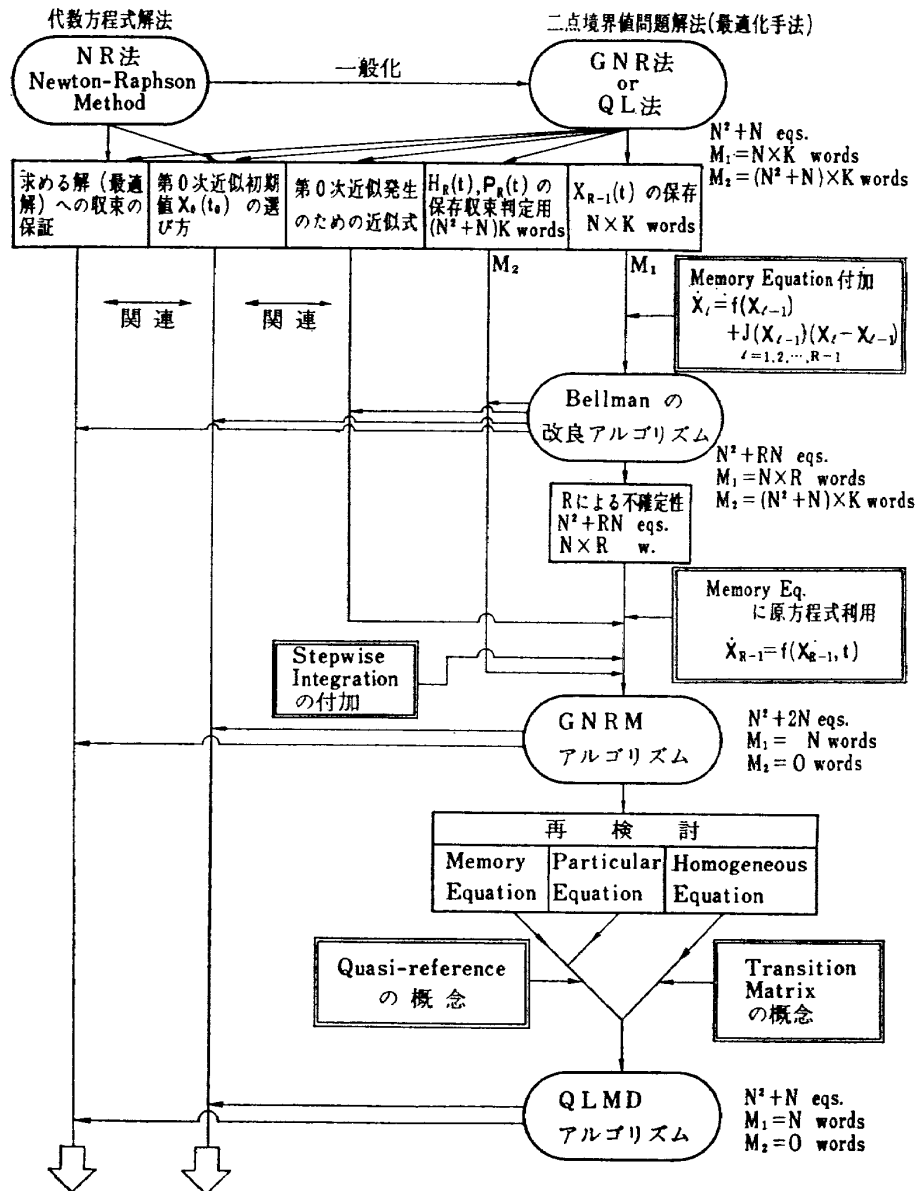 代数方程式解法
二点境界値問題解法(最適化手法)
NR法
Newton-Raphson
Method
一般化
GNR法
or
QL法
N²+N eqs.
M₁=N×K words
M₂=(N²+N)×K words
求める解(最適
解)への収束の
保証
第0次近似初期
値X₀(t₀)の選
び方
第0次近似発生
のための近似式
H_R(t),P_R(t)の
保存収束判定用
(N²+N)K words
X_{R-1}(t)の保存
N×K words
M₂
M₁
関連
関連
Memory Equation付加
Ẋ_ℓ=f(X_{ℓ-1})
+J(X_{ℓ-1})(X_ℓ-X_{ℓ-1})
ℓ=1,2,…,R-1
Bellmanの
改良アルゴリズム
N²+RN eqs.
M₁=N×R words
M₂=(N²+N)×K words
Rによる不確定性
N²+RN eqs.
N×R w.
Memory Eq.
に原方程式利用
Ẋ_{R-1}=f(X_{R-1},t)
Stepwise
Integration
の付加
GNRM
アルゴリズム
N²+2N eqs.
M₁= N words
M₂=0 words
再検討
Memory
Equation
Particular
Equation
Homogeneous
Equation
Quasi-reference
の概念
Transition
Matrix
の概念
QLMD
アルゴリズム
N²+N eqs.
M₁=N words
M₂=0 words